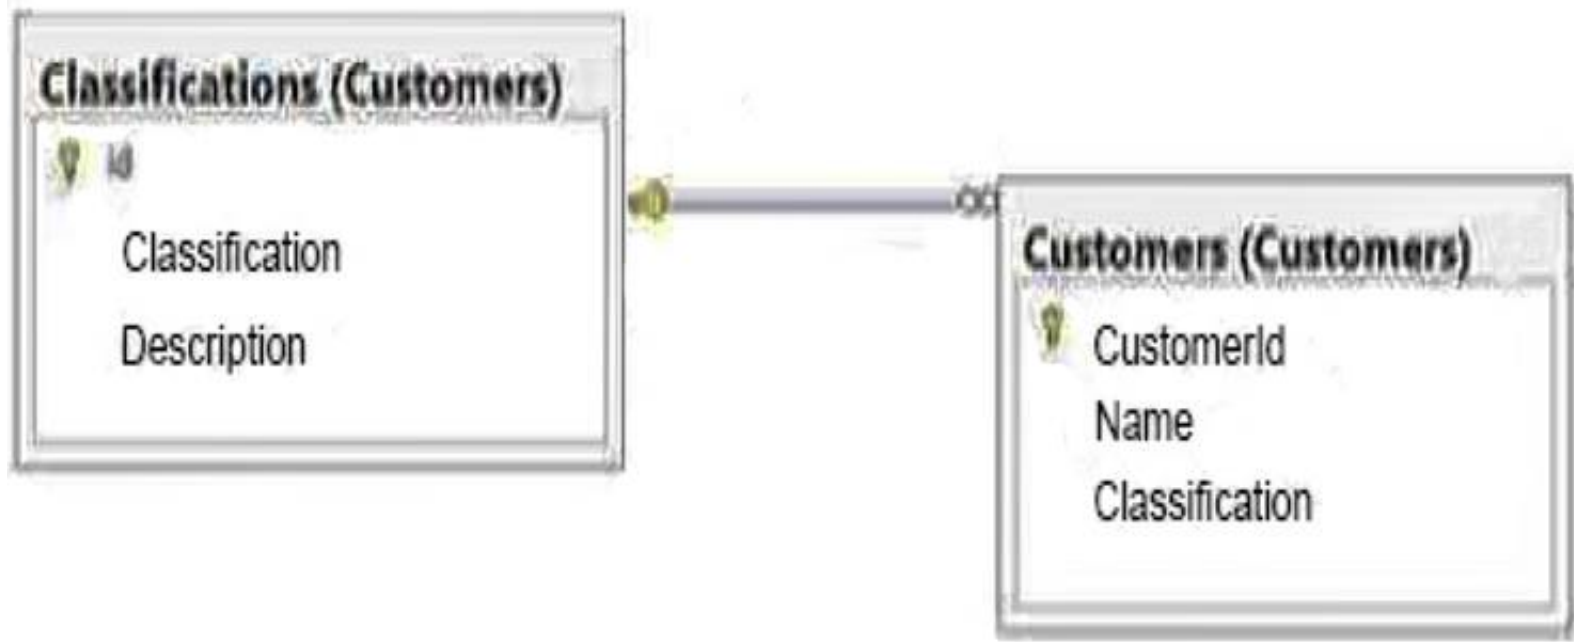 Classifications (Customers)
Id
Classification
Description
Customers (Customers)
CustomerId
Name
Classification